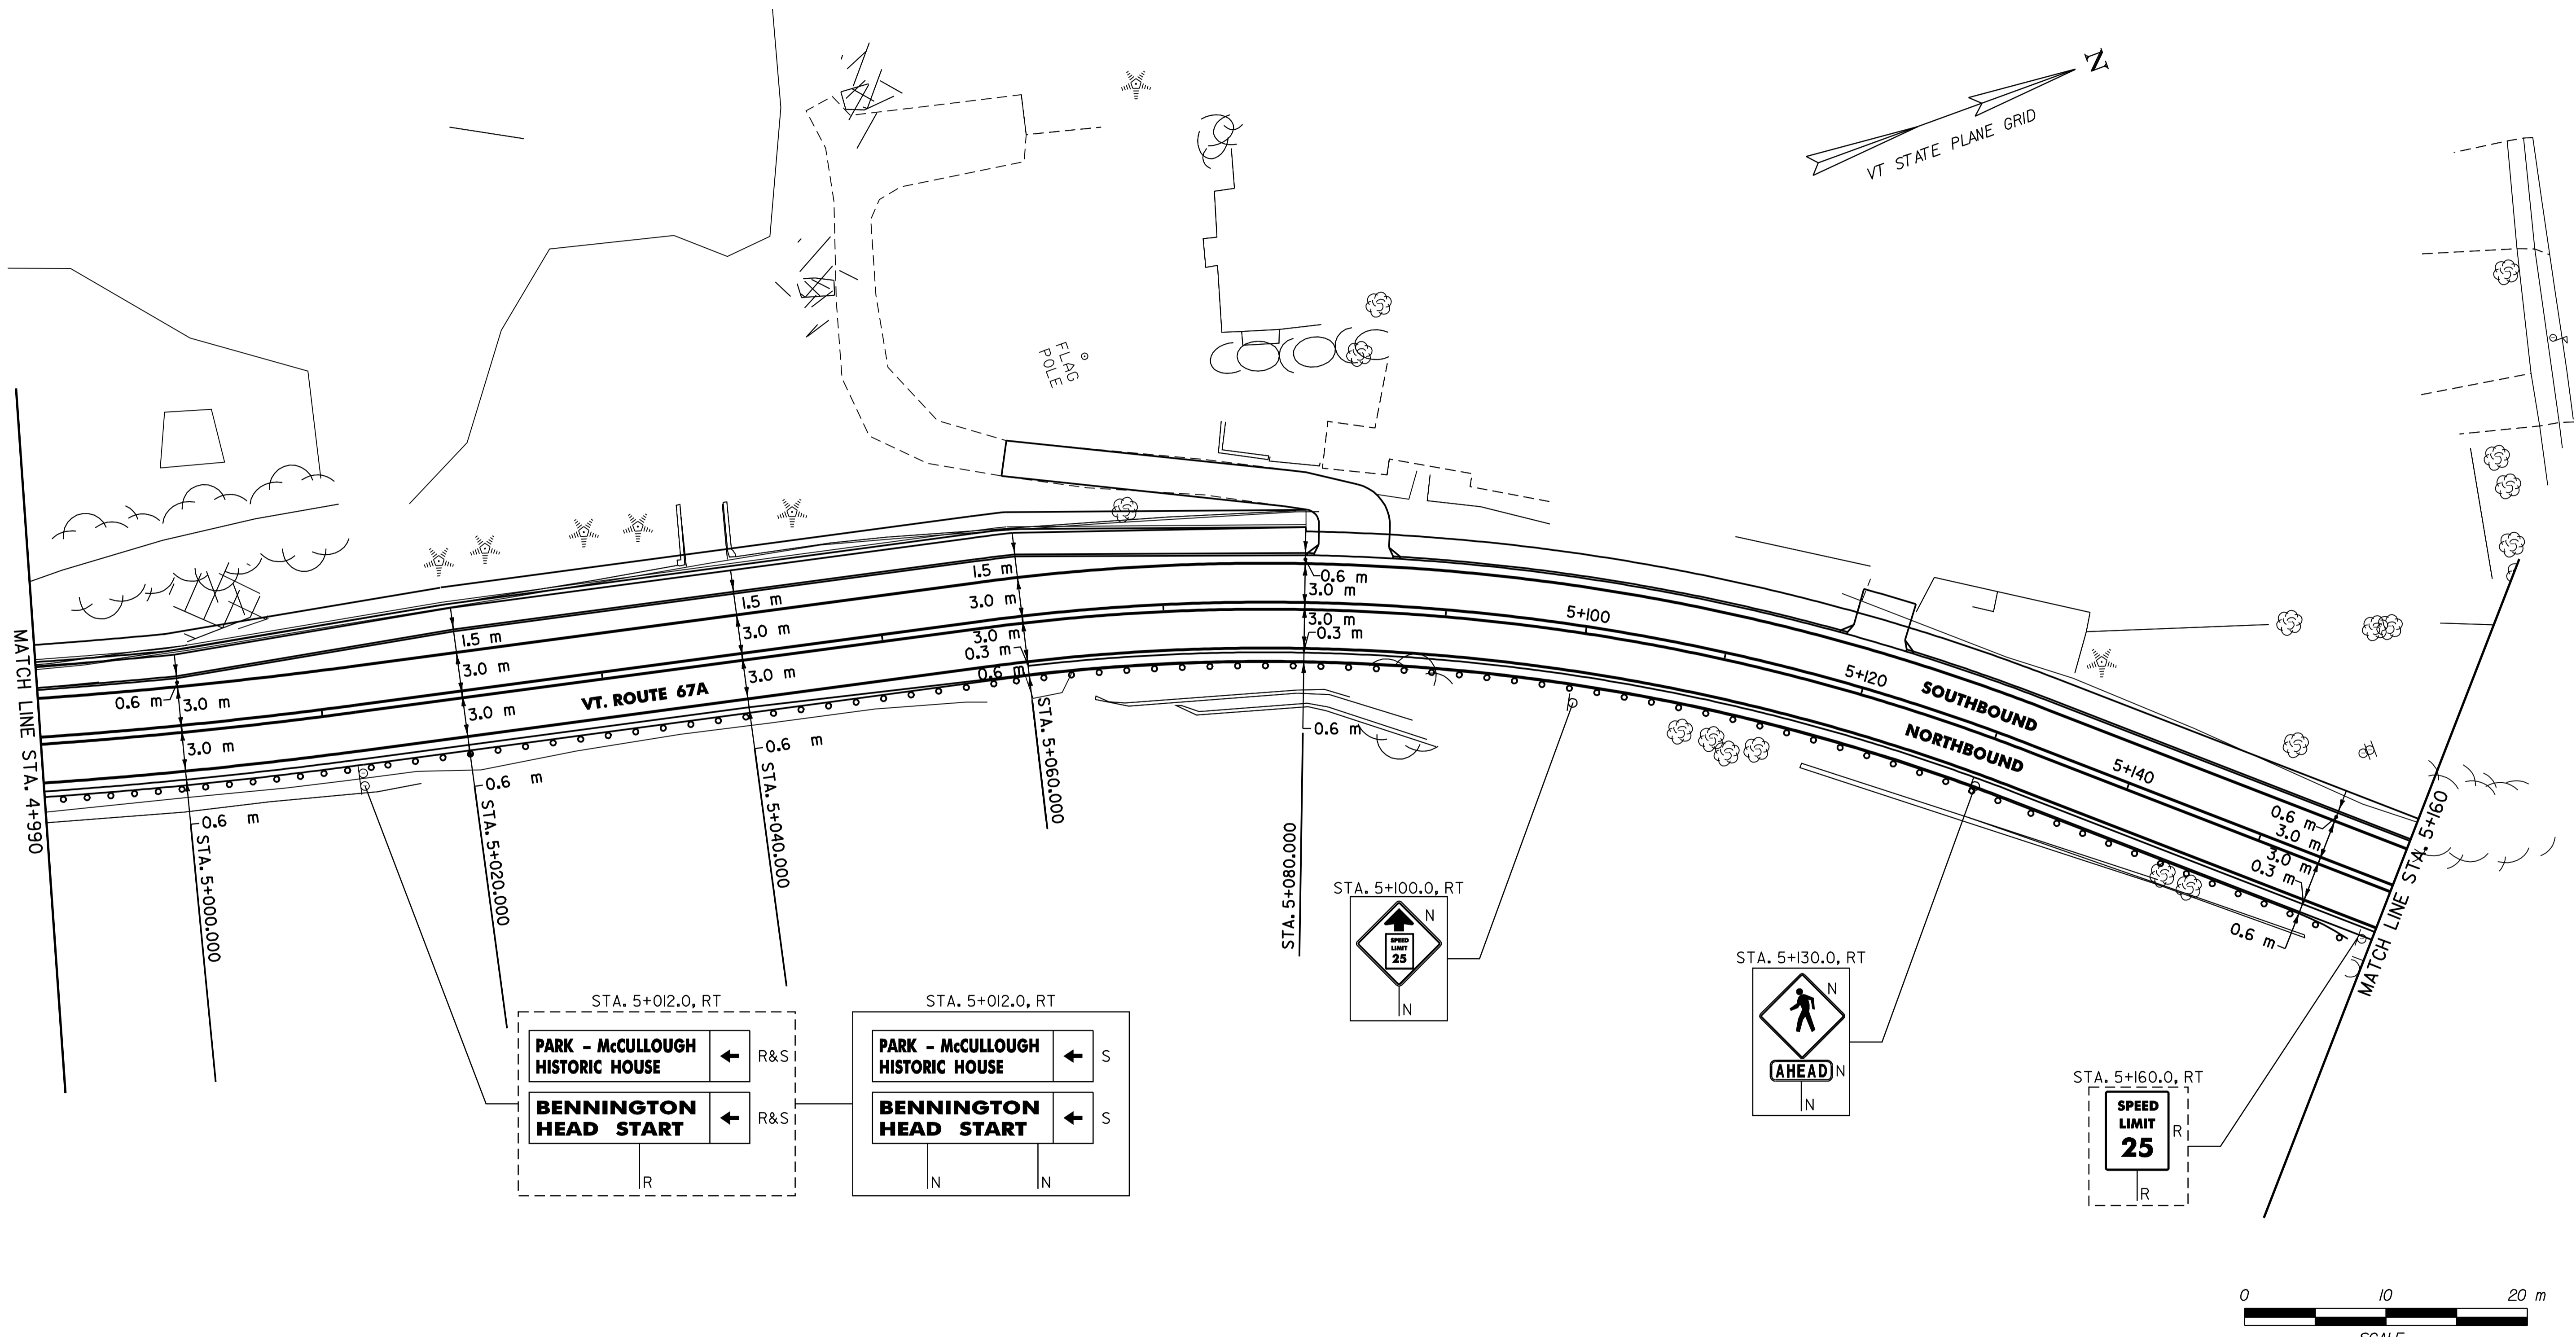 N
VT STATE PLANE GRID
FLAG
POLE
MATCH LINE STA. 4+990
0.6 m
3.0 m
3.0 m
0.6 m
STA. 5+000.000
1.5 m
3.0 m
3.0 m
0.6 m
STA. 5+020.000
VT. ROUTE 67A
1.5 m
3.0 m
3.0 m
0.6 m
STA. 5+040.000
1.5 m
3.0 m
3.0 m
0.3 m
0.6 m
STA. 5+060.000
0.6 m
3.0 m
3.0 m
0.3 m
0.6 m
STA. 5+080.000
5+100
5+120
SOUTHBOUND
NORTHBOUND
5+140
0.6 m
3.0 m
3.0 m
0.3 m
0.6 m
MATCH LINE STA. 5+160
STA. 5+012.0, RT
PARK - McCULLOUGH
HISTORIC HOUSE
R&S
BENNINGTON
HEAD START
R&S
R
STA. 5+012.0, RT
PARK - McCULLOUGH
HISTORIC HOUSE
S
BENNINGTON
HEAD START
S
N
N
STA. 5+100.0, RT
N
SPEED
LIMIT
25
N
STA. 5+130.0, RT
N
AHEAD
N
N
STA. 5+160.0, RT
SPEED
LIMIT
25
R
R
0 10 20 m
SCALE